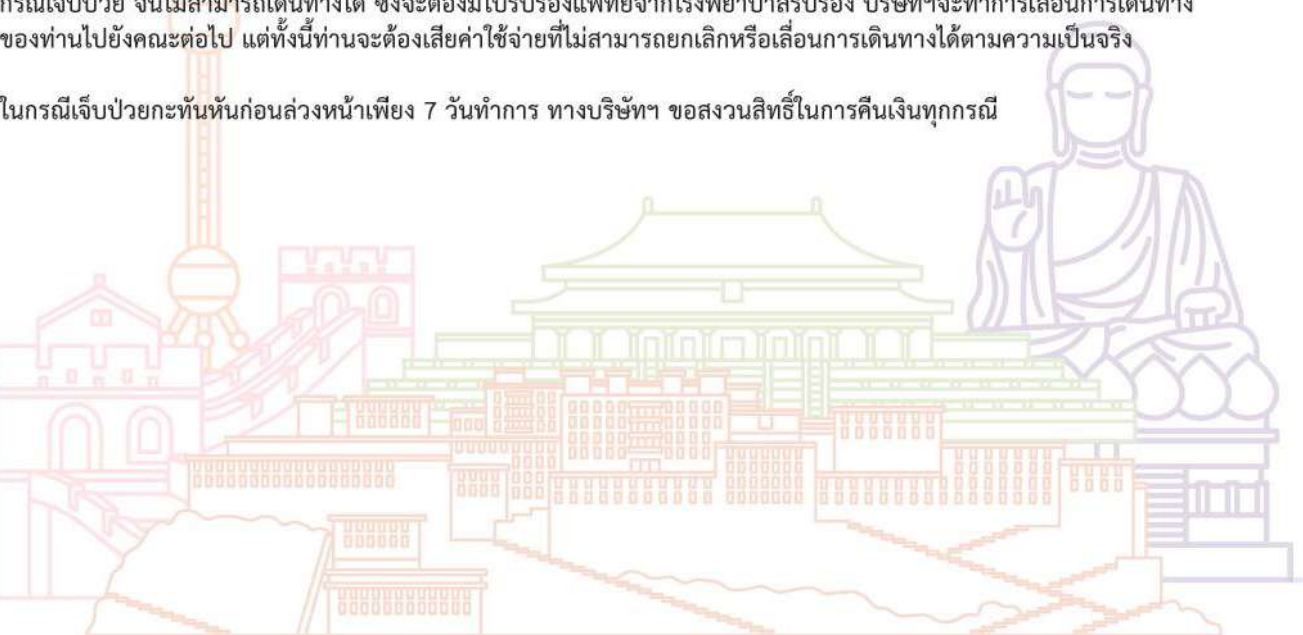 กรณีเจ็บป่วย จนไม่สามารถเดินทางได้ ซึ่งจะต้องมีใบรับรองแพทย์จากโรงพยาบาลรับรอง บริษัทฯจะทำการเลื่อนการเดินทาง
ของท่านไปยังคณะต่อไป แต่ทั้งนี้ท่านจะต้องเสียค่าใช้จ่ายที่ไม่สามารถยกเลิกหรือเลื่อนการเดินทางได้ตามความเป็นจริง
ในกรณีเจ็บป่วยกะทันหันก่อนล่วงหน้าเพียง 7 วันทำการ ทางบริษัทฯ ขอสงวนสิทธิ์ในการคืนเงินทุกกรณี